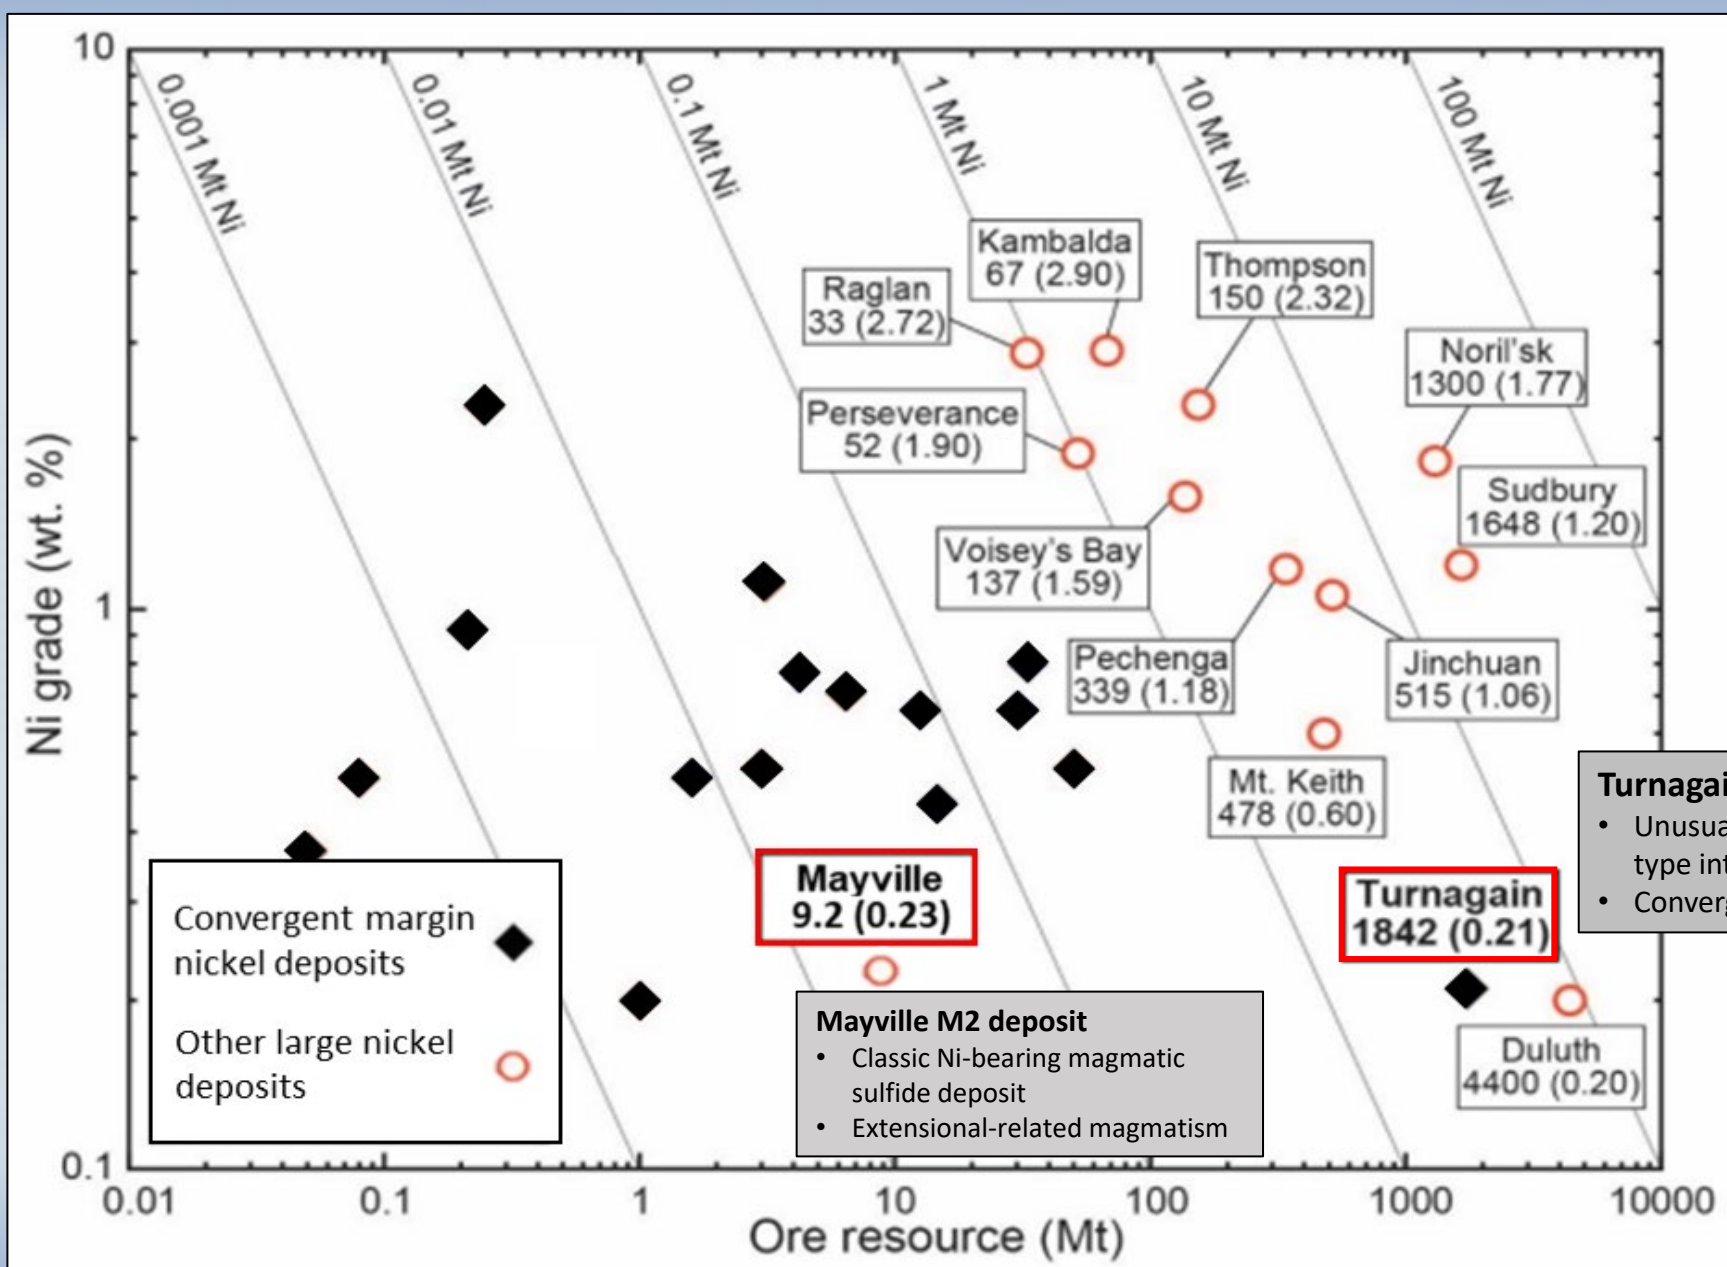 10
0.001 Mt Ni
0.01 Mt Ni
0.1 Mt Ni
1 Mt Ni
10 Mt Ni
100 Mt Ni
Kambalda
67 (2.90)
Thompson
150 (2.32)
Raglan
33 (2.72)
Noril'sk
1300 (1.77)
Perseverance
52 (1.90)
Sudbury
1648 (1.20)
Voisey's Bay
137 (1.59)
Ni grade (wt. %)
1
Pechenga
339 (1.18)
Jinchuan
515 (1.06)
Mt. Keith
478 (0.60)
Turnagai
• Unusua
type int
• Converg
Mayville
9.2 (0.23)
Turnagain
1842 (0.21)
Convergent margin
nickel deposits
Other large nickel
deposits
Mayville M2 deposit
• Classic Ni-bearing magmatic
sulfide deposit
• Extensional-related magmatism
Duluth
4400 (0.20)
0.1
0.01
0.1
1
10
100
1000
10000
Ore resource (Mt)